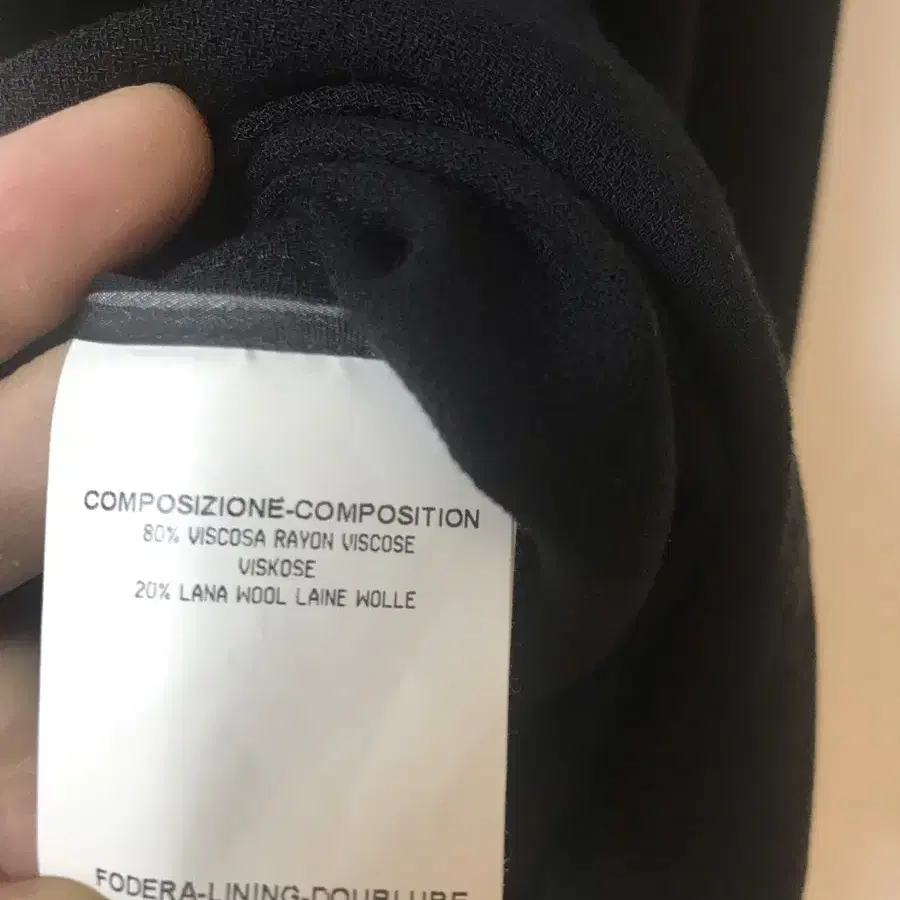 COMPOSIZIONE-COMPOSITION
80% VISCOSA RAYON VISCOSE
VISKOSE
20% LANA WOOL LAINE WOLLE
FODERA-LINING-DOUBLURE